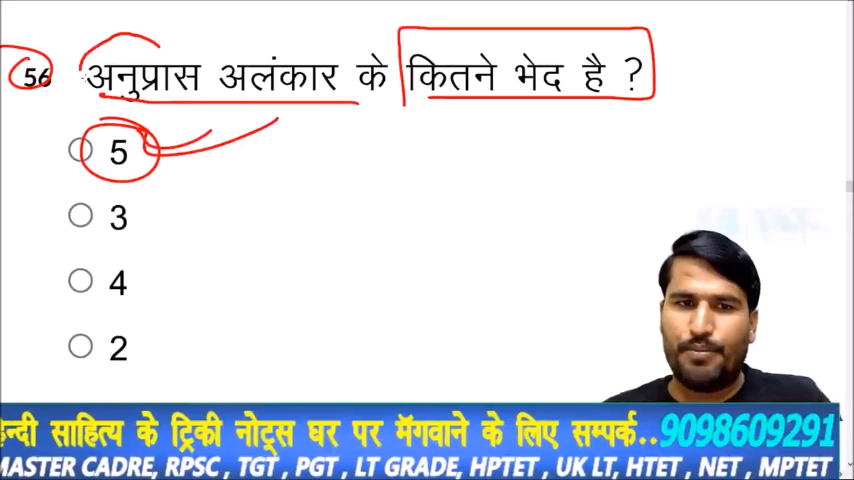 56 अनुप्रास अलंकार के कितने भेद है ?
5
3
4
2
हिन्दी साहित्य के ट्रिकी नोट्स घर पर मॅगवाने के लिए सम्पर्क..9098609291
MASTER CADRE, RPSC , TGT , PGT , LT GRADE, HPTET , UK LT, HTET , NET , MPTET